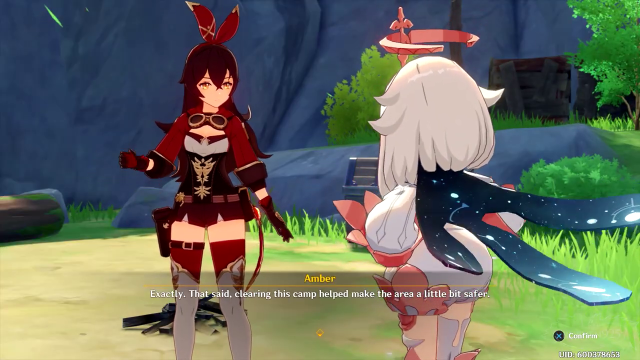 Amber
Exactly. That said, clearing this camp helped make the area a little bit safer.
Confirm
UID: 600378653